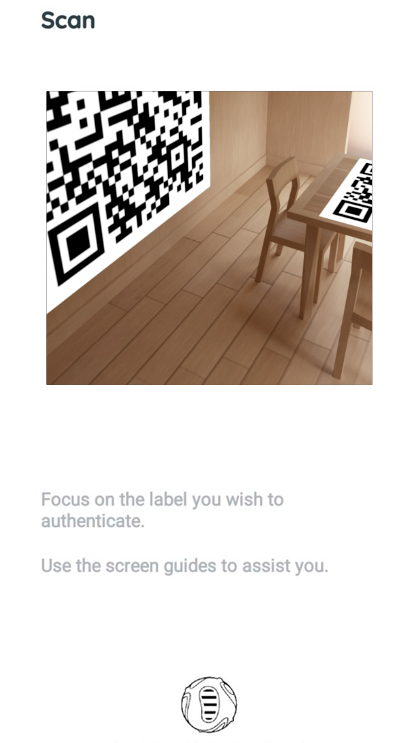 Scan
Focus on the label you wish to
authenticate.
Use the screen guides to assist you.